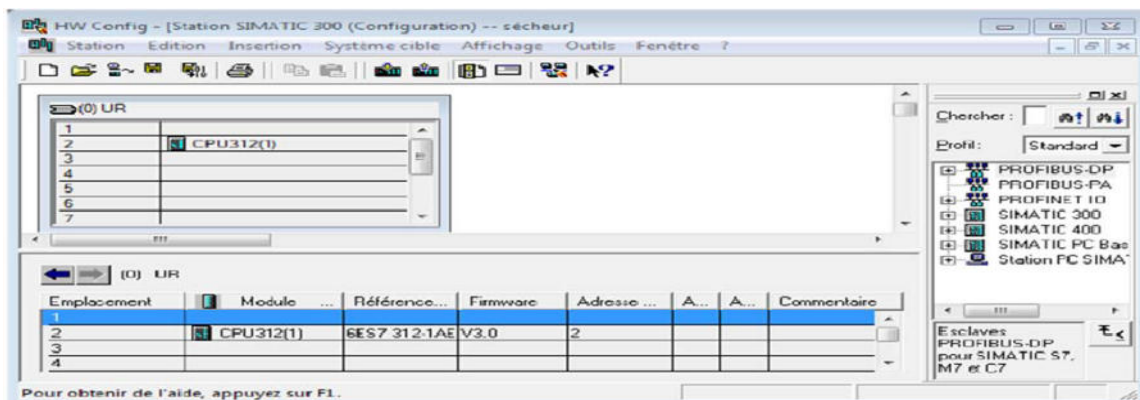 HW Config - [Station SIMATIC 300 (Configuration) -- sécheur]
Station Edition Insertion Système cible Affichage Outils Fenêtre ?
(0) UR
1
2 CPU312(1)
3
4
5
6
7
Chercher :
Profil : Standard
PROFIBUS-DP
PROFIBUS-PA
PROFINET IO
SIMATIC 300
SIMATIC 400
SIMATIC PC Bas
Station PC SIMA
(0) UR
Emplacement Module ... Référence... Firmware Adresse ... A... A... Commentaire
1
2 CPU312(1) 6ES7 312-1AE V3.0 2
3
4
Esclaves
PROFIBUS-DP
pour SIMATIC S7,
M7 et C7
Pour obtenir de l'aide, appuyez sur F1.